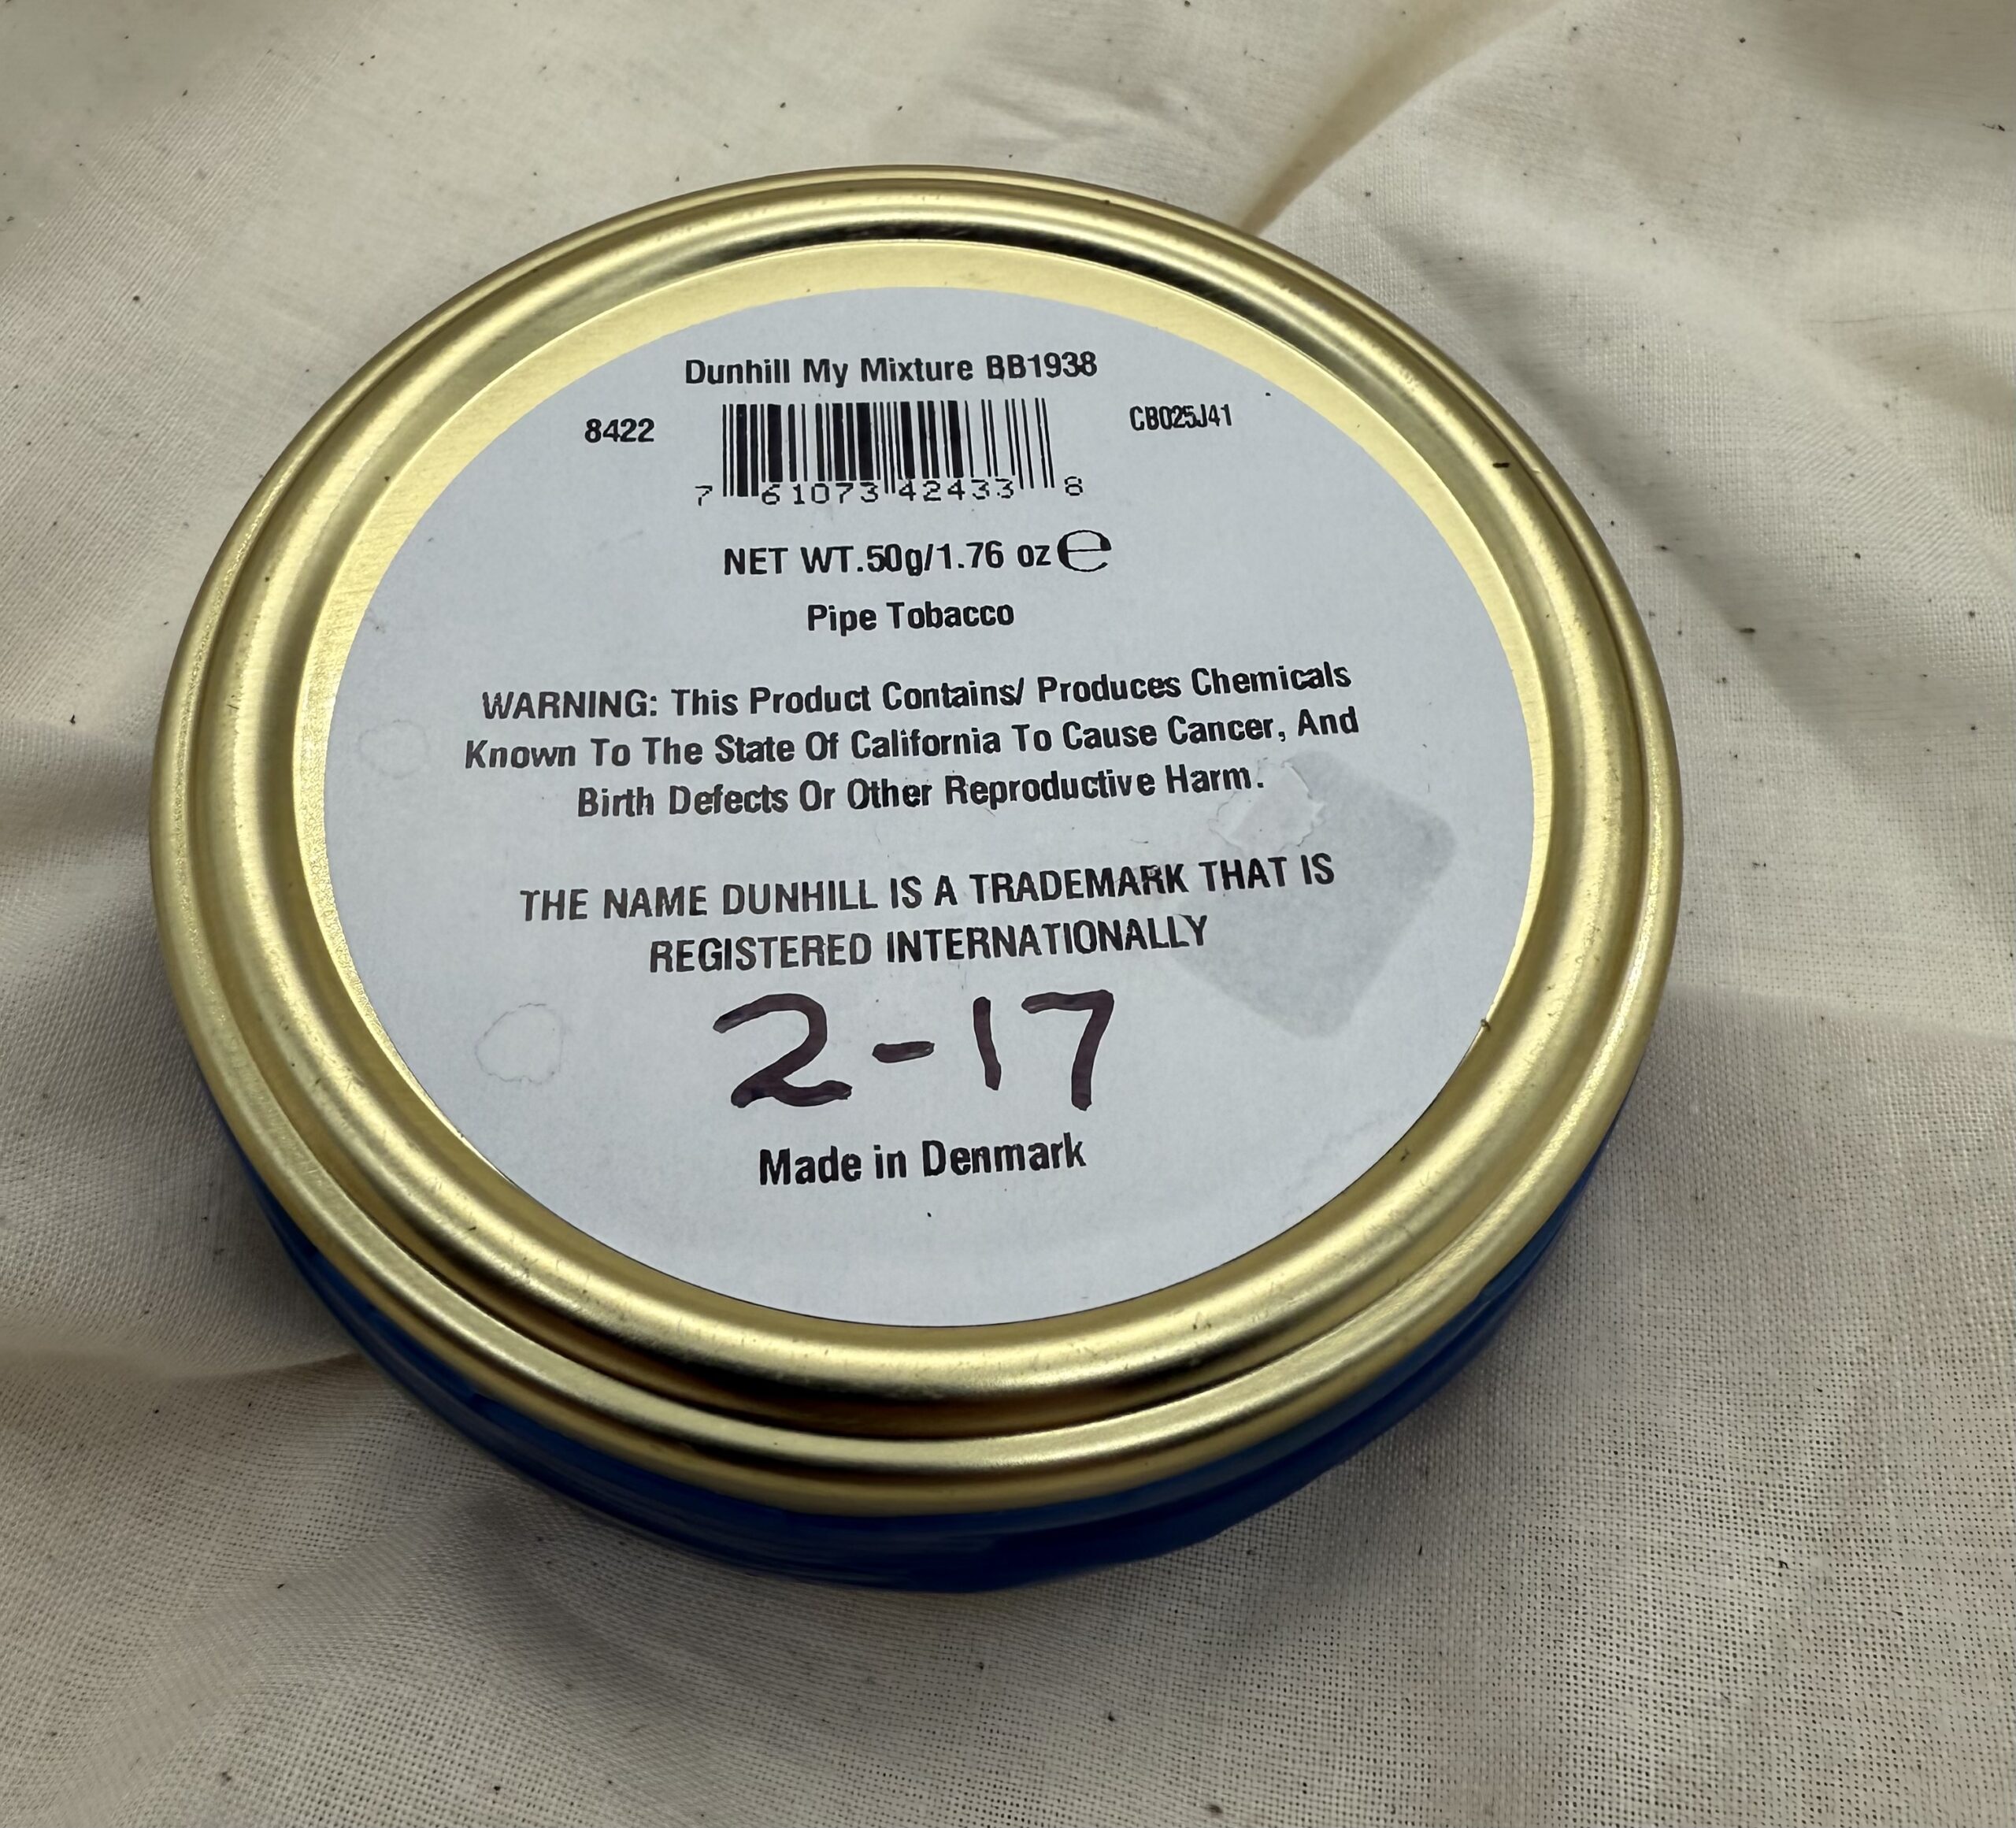 Dunhill My Mixture BB1938
8422
CB025J41
7 61073 42433 8
NET WT.50g/1.76 oz ℮
Pipe Tobacco
WARNING: This Product Contains/ Produces Chemicals
Known To The State Of California To Cause Cancer, And
Birth Defects Or Other Reproductive Harm.
THE NAME DUNHILL IS A TRADEMARK THAT IS
REGISTERED INTERNATIONALLY
2-17
Made in Denmark